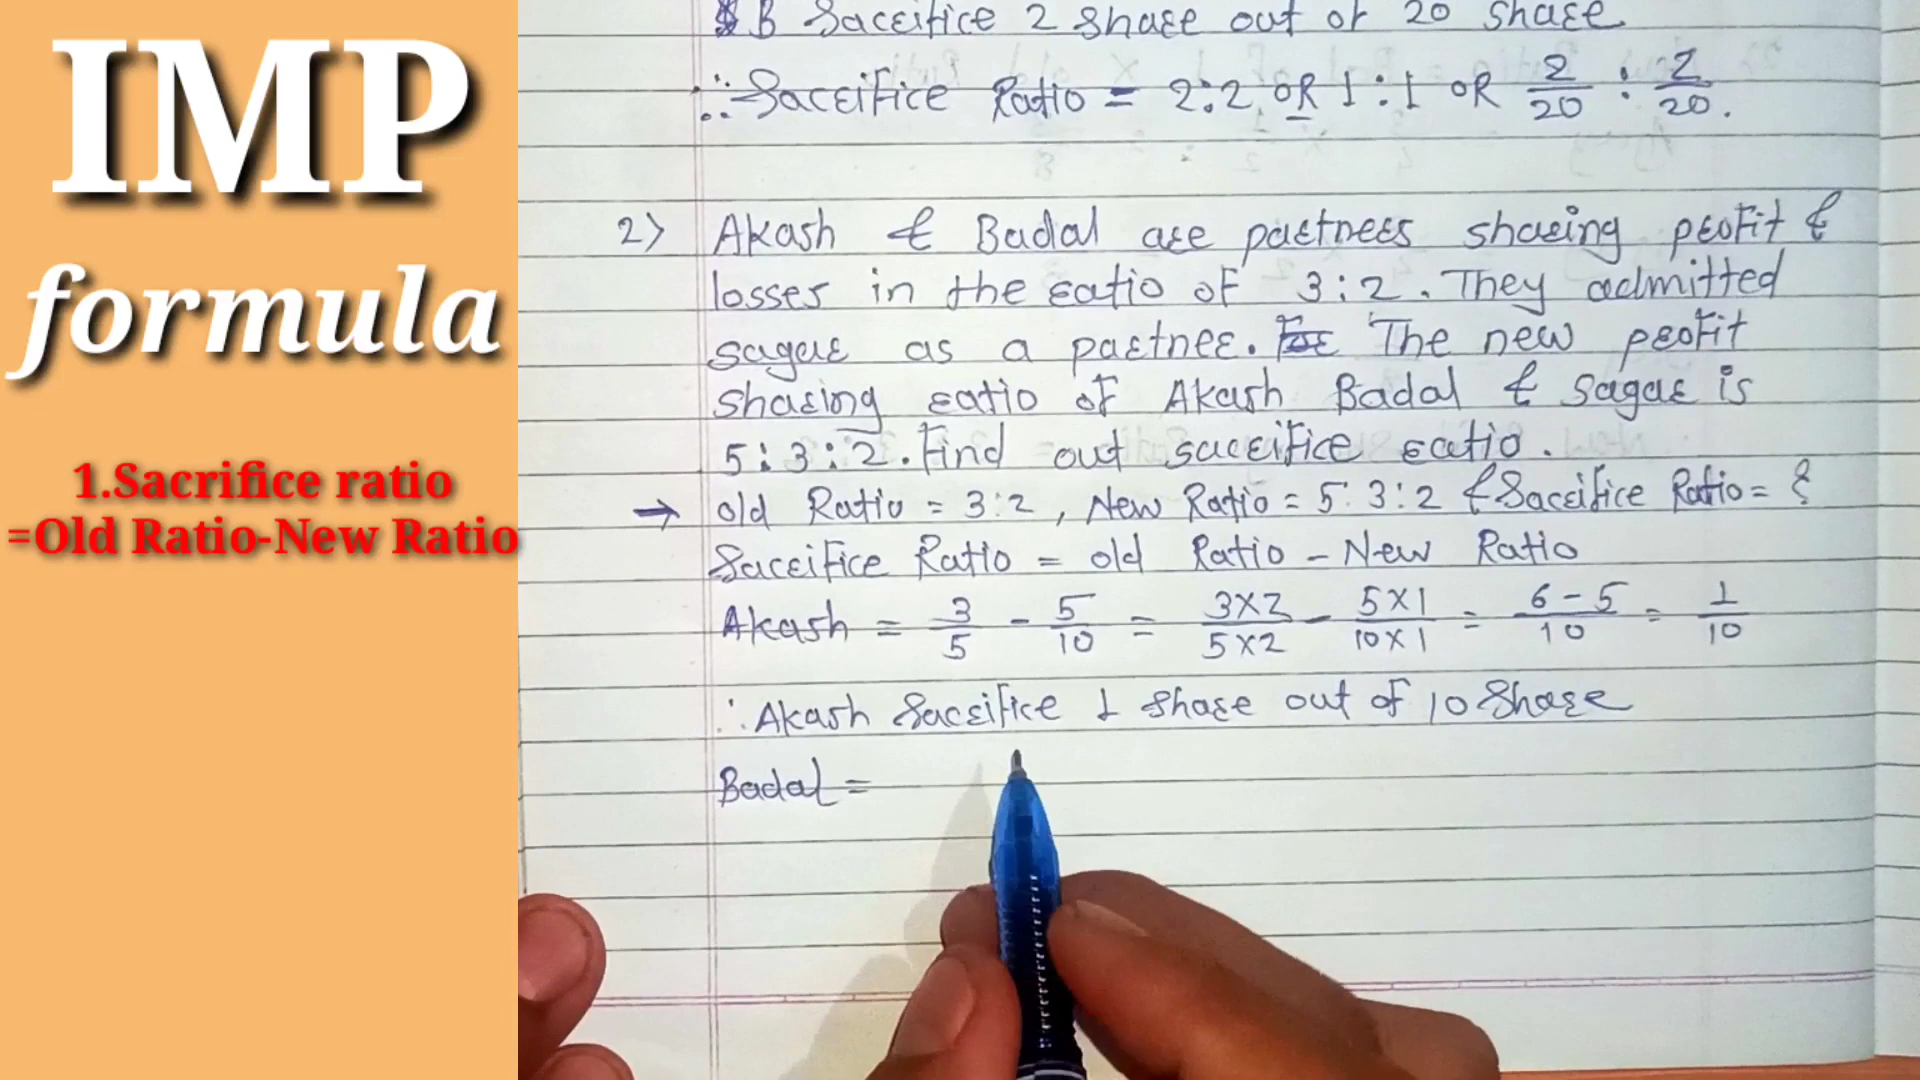 IMP
formula
1.Sacrifice ratio
=Old Ratio-New Ratio
B Sacrifice 2 share out of 20 share
∴ Sacrifice Ratio = 2:2 OR 1:1 OR 2/20 : 2/20.
2) Akash & Badal are partners sharing profit &
losses in the ratio of 3:2. They admitted
sagar as a partner. The new profit
sharing ratio of Akash Badal & Sagar is
5:3:2. Find out sacrifice ratio.
→ old Ratio = 3:2, New Ratio = 5:3:2 & Sacrifice Ratio = ?
Sacrifice Ratio = old Ratio - New Ratio
Akash = 3/5 - 5/10 = 3×2/5×2 - 5×1/10×1 = 6-5/10 = 1/10
∴ Akash Sacrifice 1 share out of 10 Share
Badal =